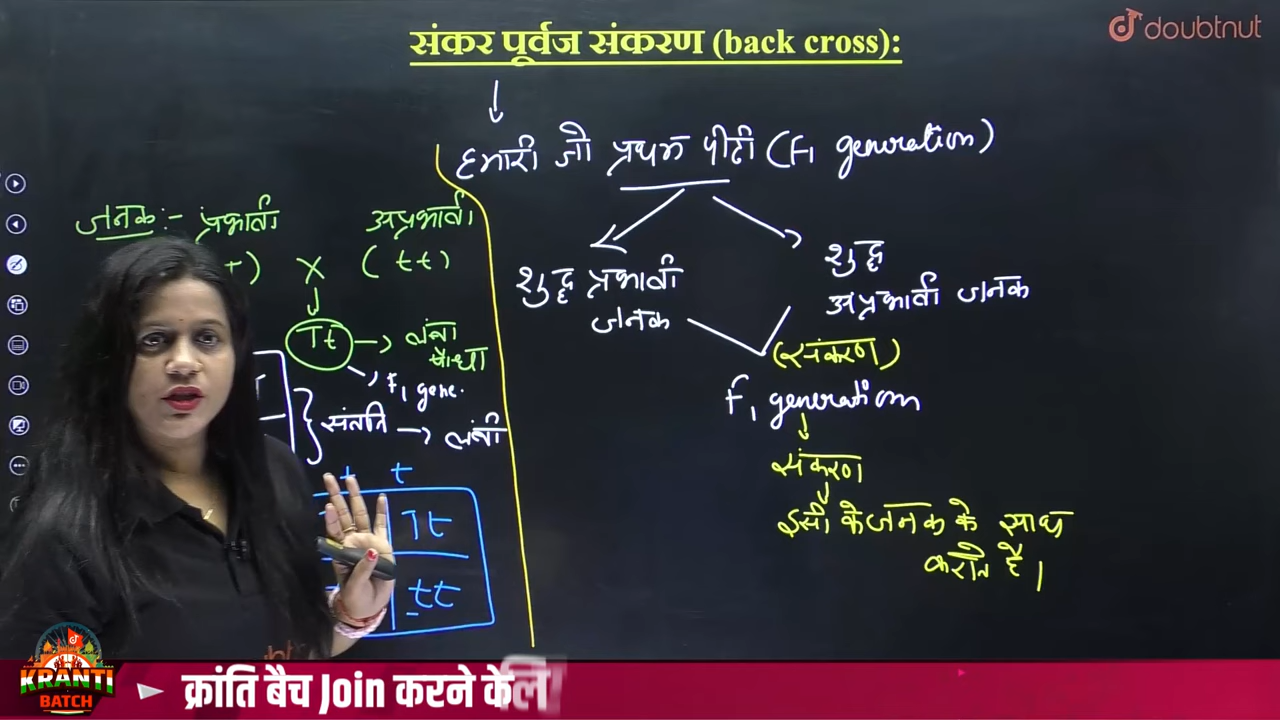 संकर पूर्वज संकरण (back cross):
doubtnut
हमारी जो प्रथम पीढी (F₁ generation)
शुद्ध प्रभावी
जनक
शुद्ध
अप्रभावी जनक
(संकरण)
F₁ generation
संकरण
इसी के जनक के साथ
कराते है।
जनक :- प्रभावी अप्रभावी
) X (tt)
Tt → लंबा
पौधा
F₁ gene.
} संतति → लंबी
t
Tt
tt
KRANTI
BATCH
क्रांति बैच Join करने केलि